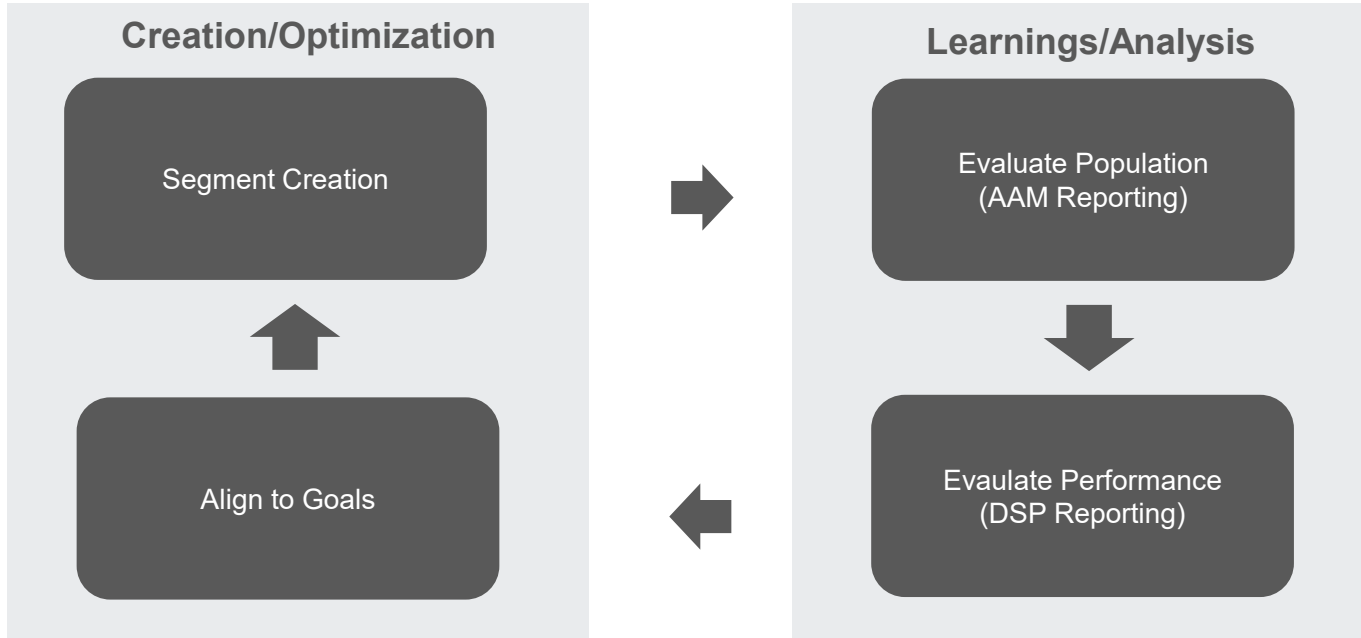 Creation/Optimization
Segment Creation
Align to Goals
Learnings/Analysis
Evaluate Population
(AAM Reporting)
Evaulate Performance
(DSP Reporting)